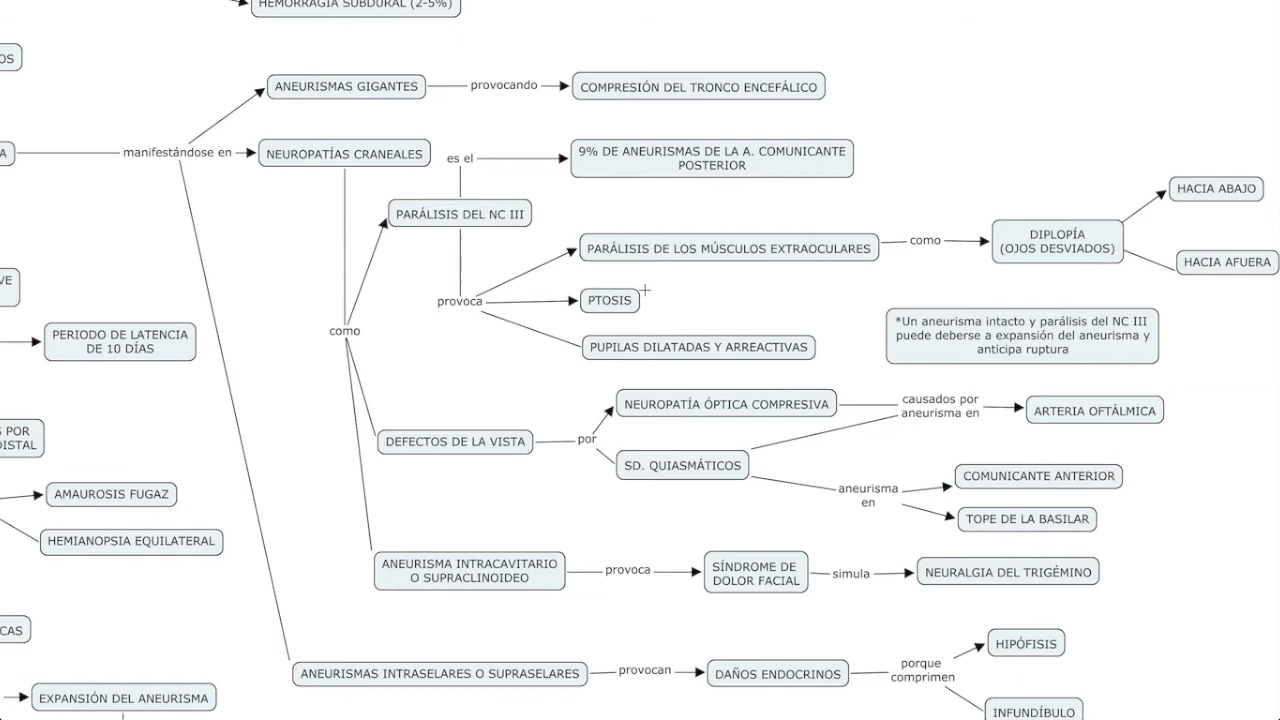 HEMORRAGIA SUBDURAL (2-5%)
OS
ANEURISMAS GIGANTES
provocando
COMPRESIÓN DEL TRONCO ENCEFÁLICO
A
manifestándose en
NEUROPATÍAS CRANEALES
es el
9% DE ANEURISMAS DE LA A. COMUNICANTE
POSTERIOR
PARÁLISIS DEL NC III
HACIA ABAJO
PARÁLISIS DE LOS MÚSCULOS EXTRAOCULARES
como
DIPLOPÍA
(OJOS DESVIADOS)
HACIA AFUERA
VE
provoca
PTOSIS
PUPILAS DILATADAS Y ARREACTIVAS
*Un aneurisma intacto y parálisis del NC III
puede deberse a expansión del aneurisma y
anticipa ruptura
PERIODO DE LATENCIA
DE 10 DÍAS
como
NEUROPATÍA ÓPTICA COMPRESIVA
causados por
aneurisma en
ARTERIA OFTÁLMICA
S POR
DISTAL
DEFECTOS DE LA VISTA
por
SD. QUIASMÁTICOS
aneurisma
en
COMUNICANTE ANTERIOR
TOPE DE LA BASILAR
AMAUROSIS FUGAZ
HEMIANOPSIA EQUILATERAL
ANEURISMA INTRACAVITARIO
O SUPRACLINOIDEO
provoca
SÍNDROME DE
DOLOR FACIAL
simula
NEURALGIA DEL TRIGÉMINO
CAS
ANEURISMAS INTRASELARES O SUPRASELARES
provocan
DAÑOS ENDOCRINOS
porque
comprimen
HIPÓFISIS
INFUNDÍBULO
EXPANSIÓN DEL ANEURISMA